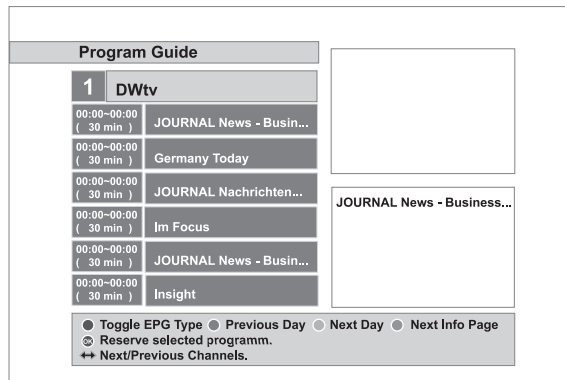 Program Guide
1 DWtv
00:00~00:00
( 30 min ) JOURNAL News - Busin...
00:00~00:00
( 30 min ) Germany Today
00:00~00:00
( 30 min ) JOURNAL Nachrichten...
00:00~00:00
( 30 min ) Im Focus
00:00~00:00
( 30 min ) JOURNAL News - Busin...
00:00~00:00
( 30 min ) Insight
JOURNAL News - Business...
Toggle EPG Type Previous Day Next Day Next Info Page
OK Reserve selected programm.
↔ Next/Previous Channels.